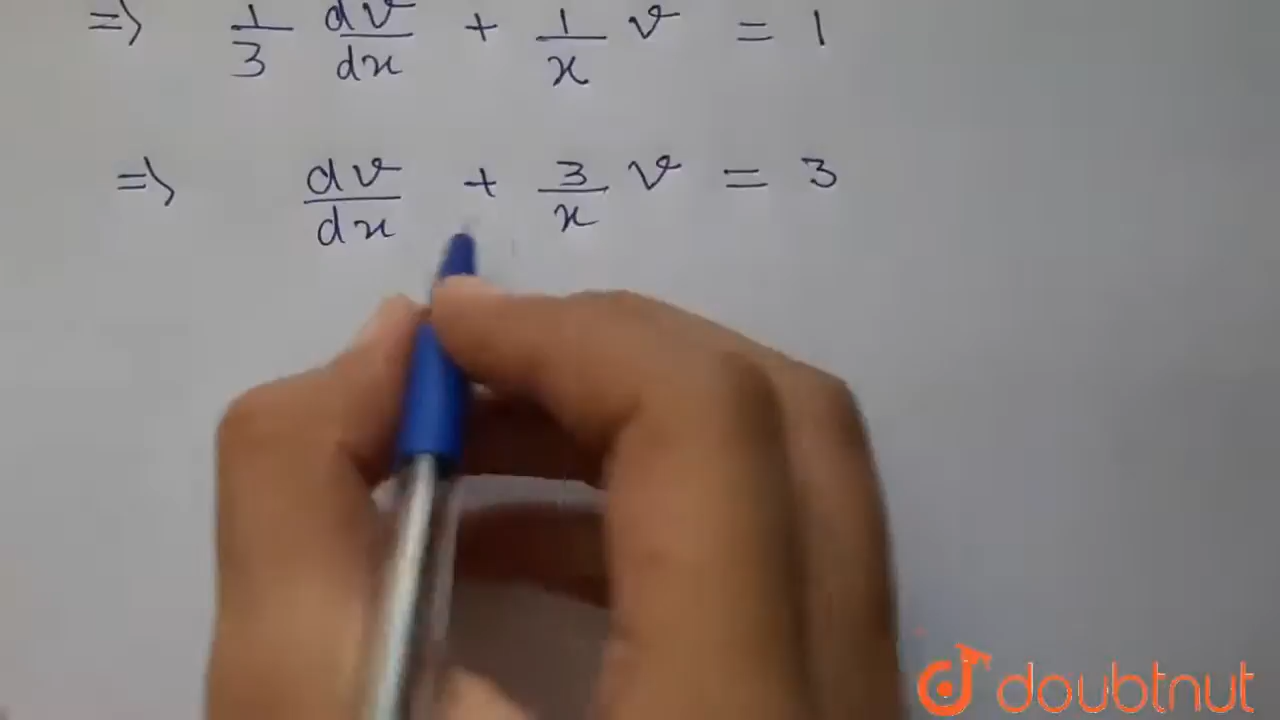 => 1/3 dv/dx + 1/x v = 1
=> dv/dx + 3/x v = 3
doubtnut